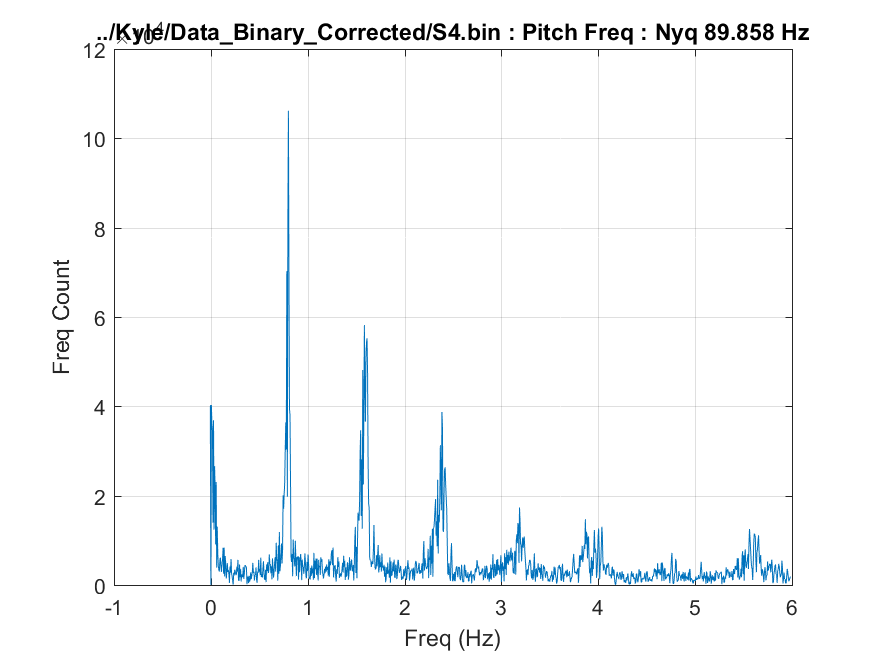 ../Kyle/Data_Binary_Corrected/S4.bin : Pitch Freq : Nyq 89.858 Hz
×10⁴
12
10
8
6
4
2
0
Freq Count
-1 0 1 2 3 4 5 6
Freq (Hz)